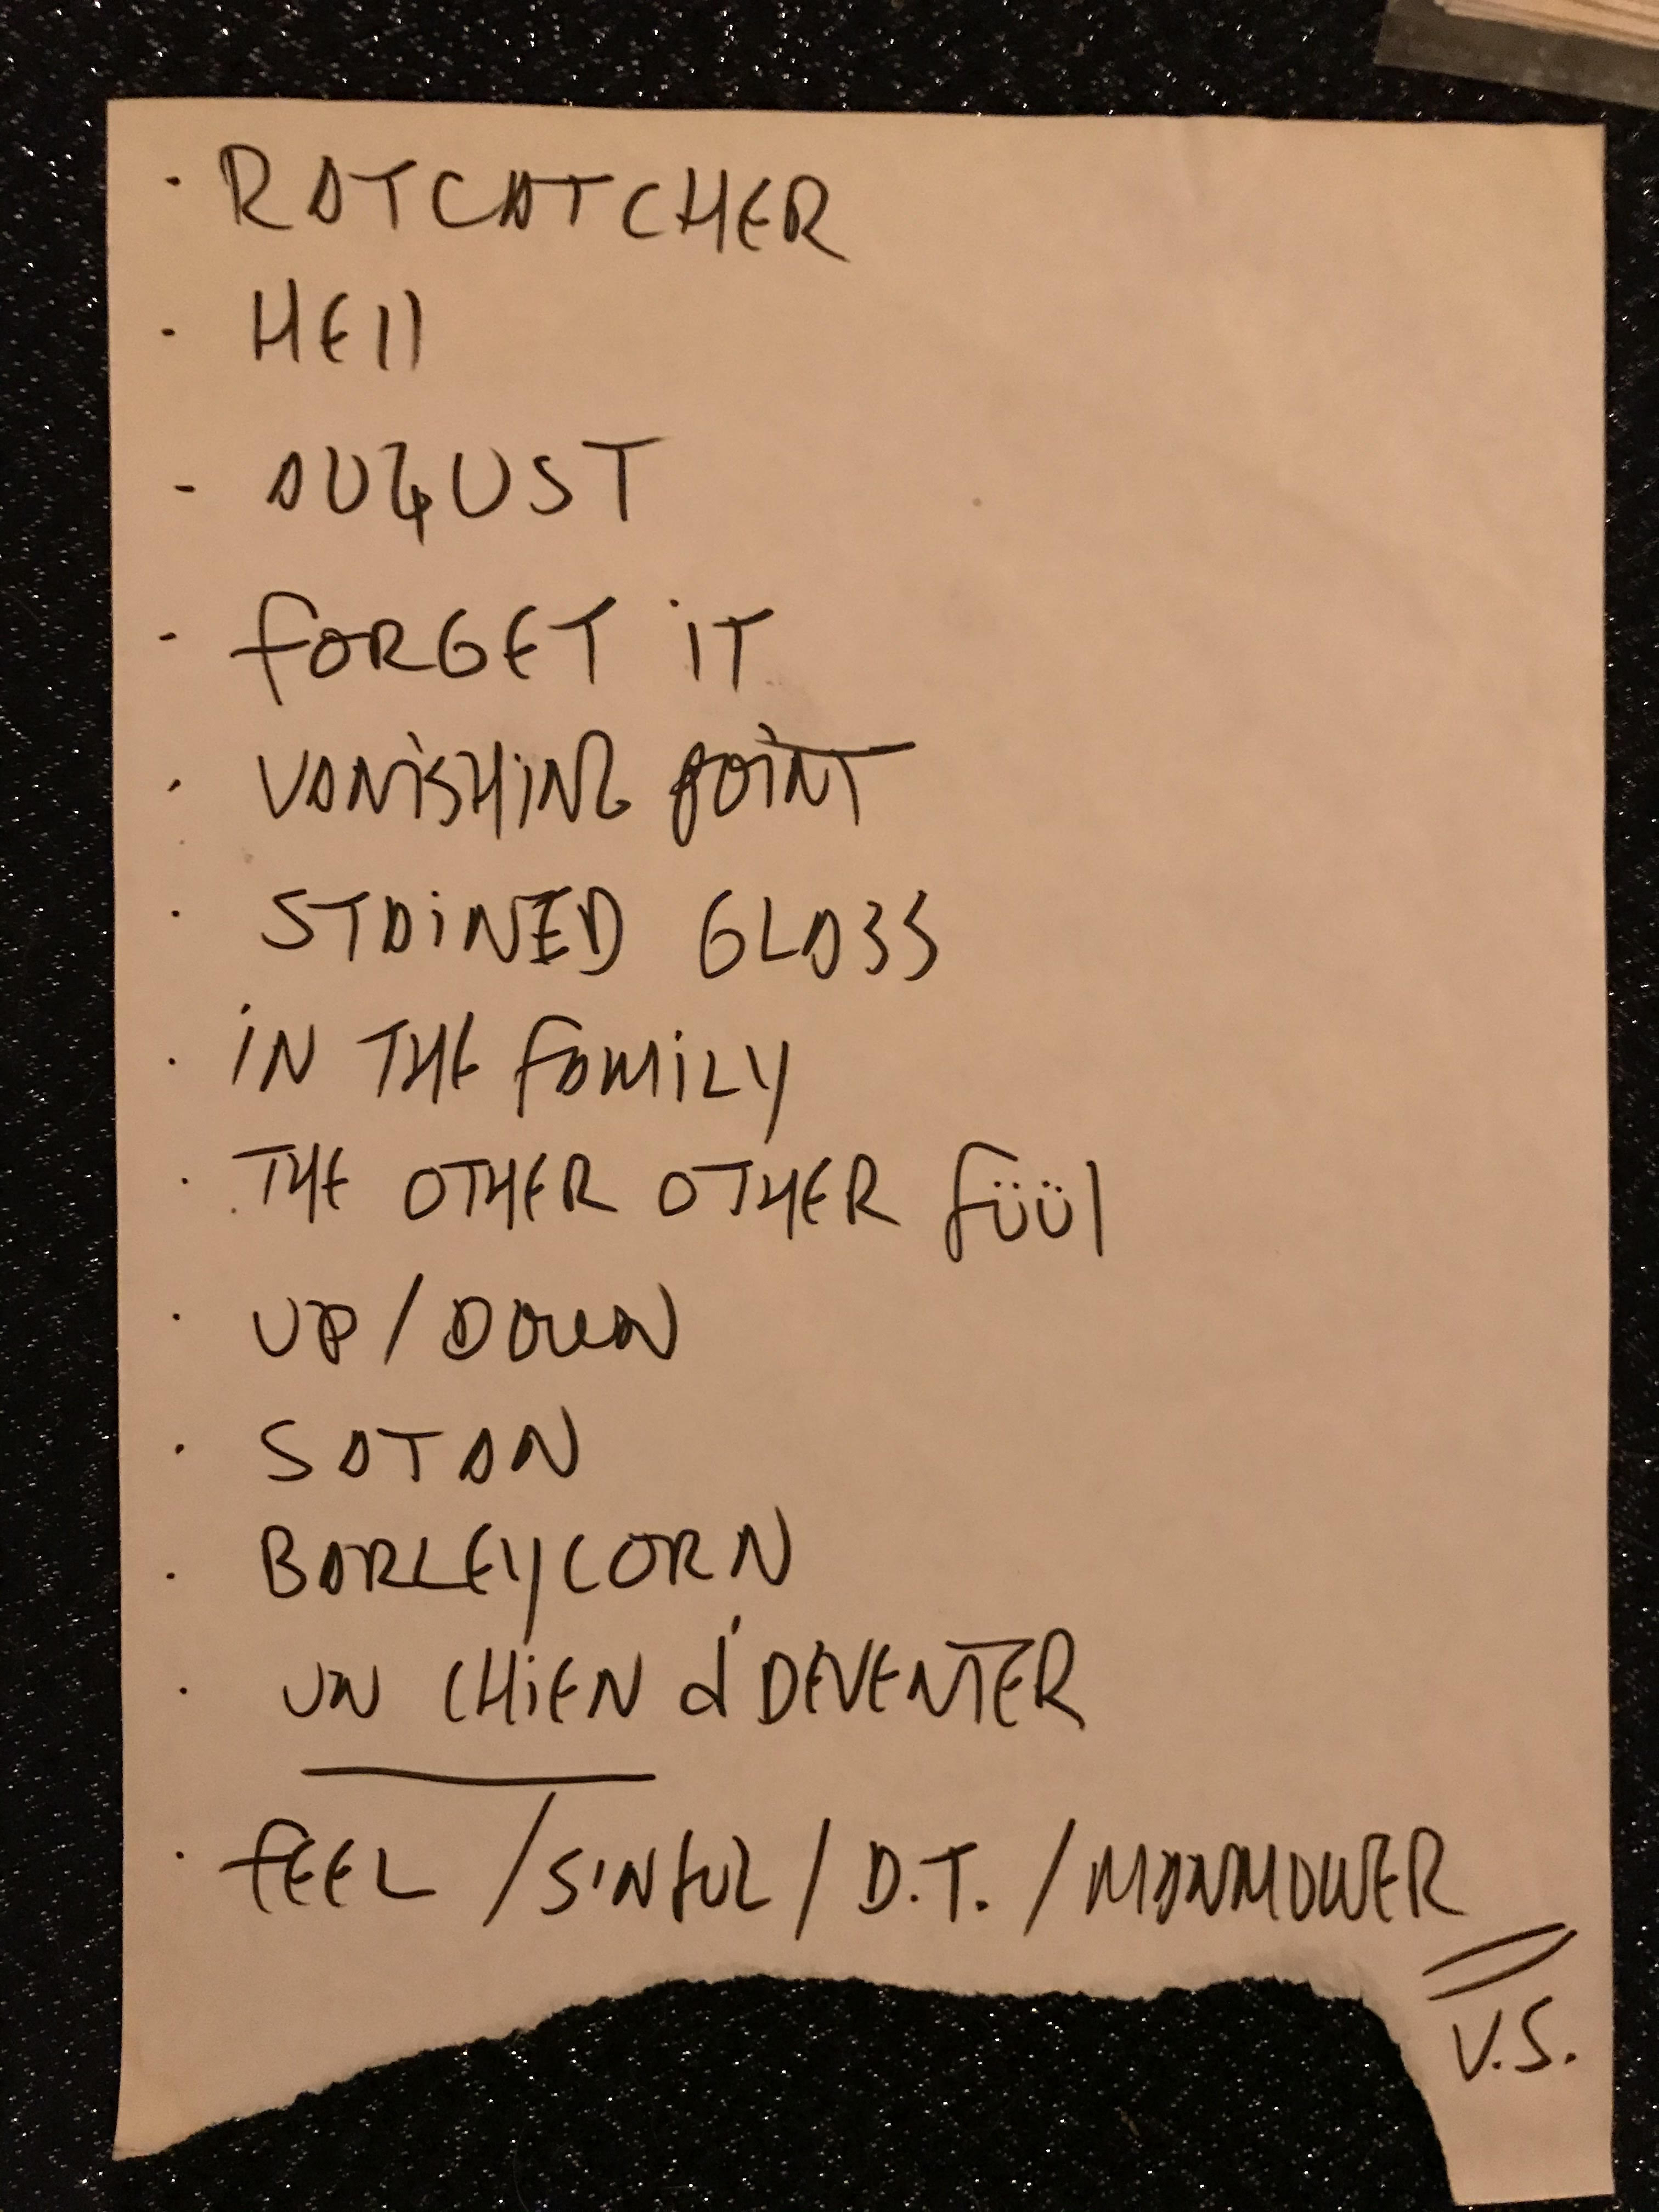 · RATCATCHER
· HEll
- AUGUST
- fORGET iT
· VANiSHiNG POiNT
· STAiNED GLASS
· iN THE fAMiLY
· THE OTHER OTHER füül
· UP / DOWN
· SATAN
· BARLEYCORN
· UN CHiEN d'DEVENTER
· fEEL / SiNfUL / D.T. / MANMOWER
V.S.